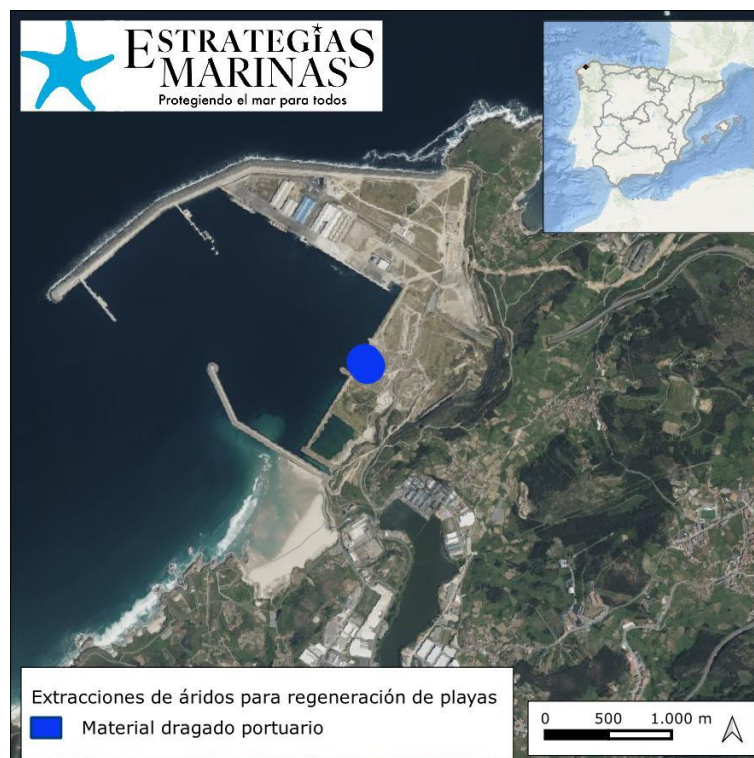 ESTRATEGIAS
MARINAS
Protegiendo el mar para todos
Extracciones de áridos para regeneración de playas
Material dragado portuario
0 500 1.000 m